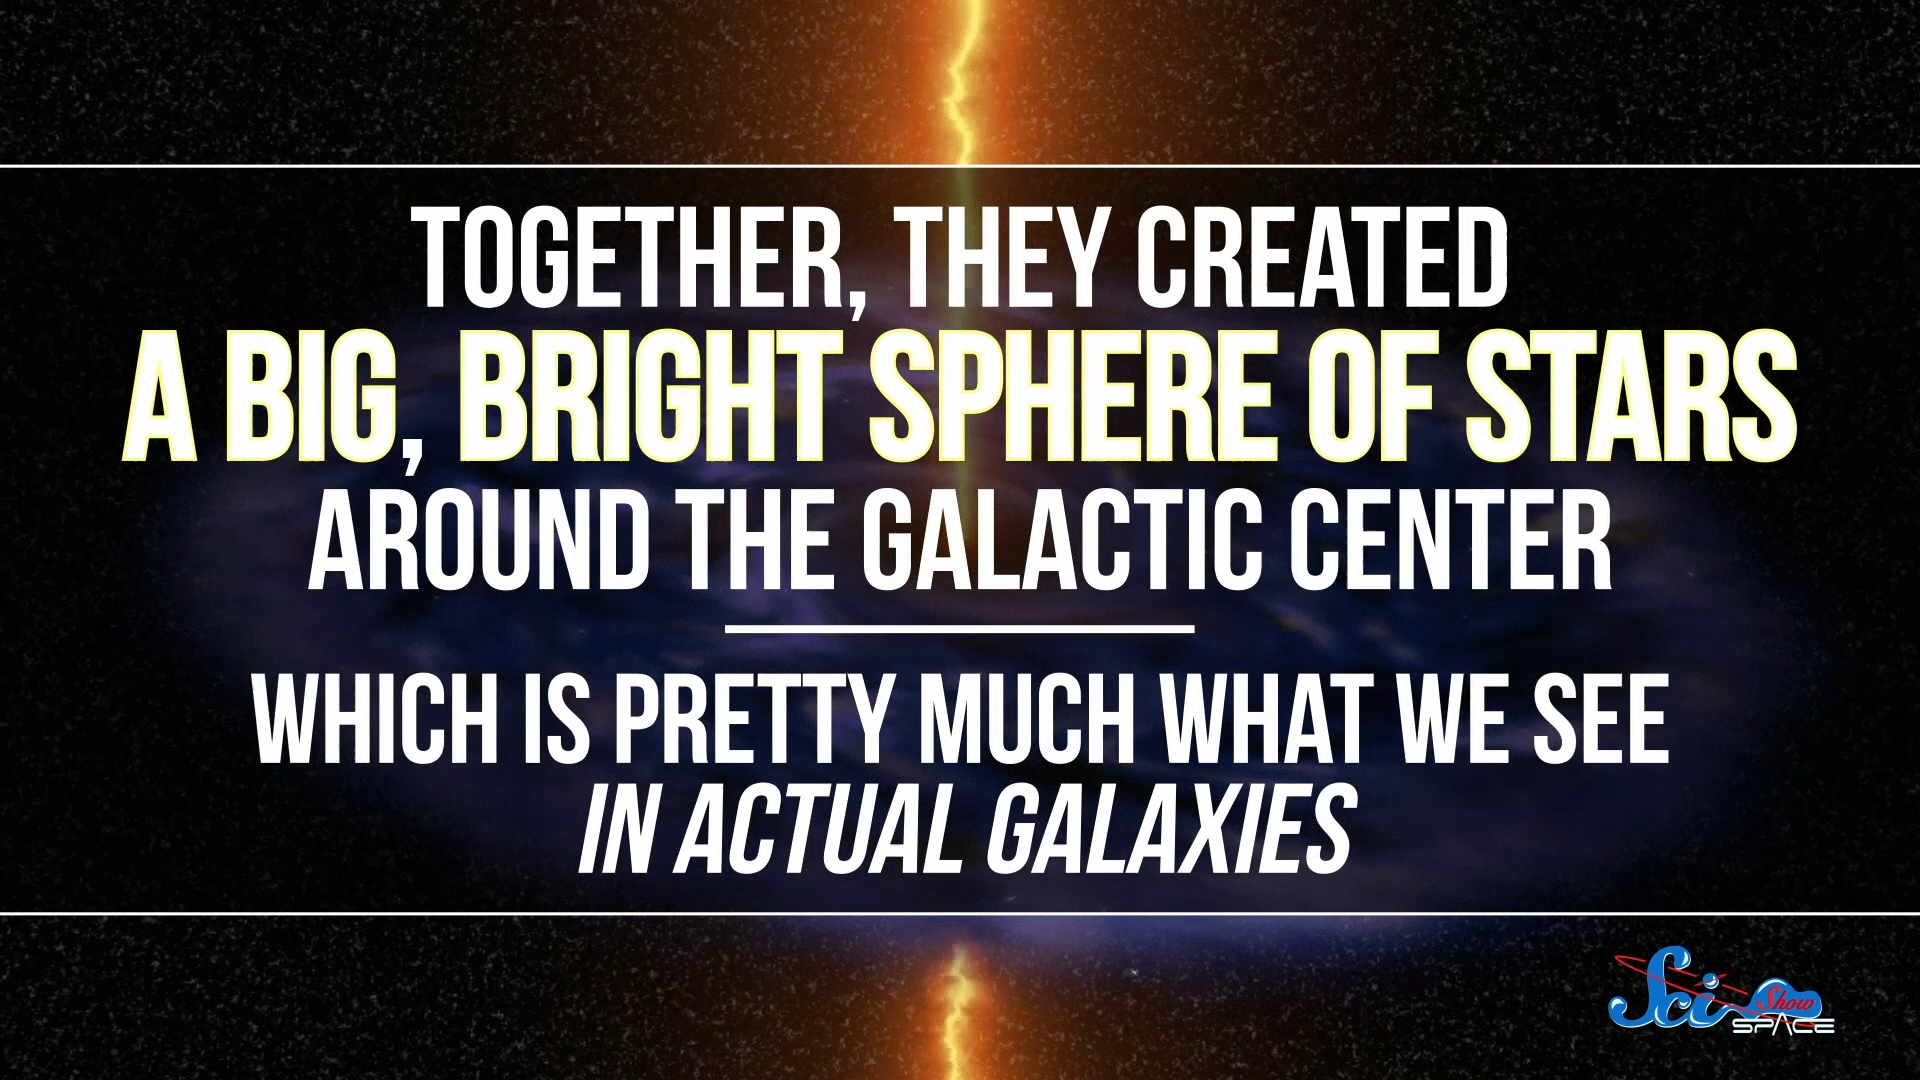 TOGETHER, THEY CREATED
A BIG, BRIGHT SPHERE OF STARS
AROUND THE GALACTIC CENTER
WHICH IS PRETTY MUCH WHAT WE SEE
IN ACTUAL GALAXIES
Sci Show
SPACE